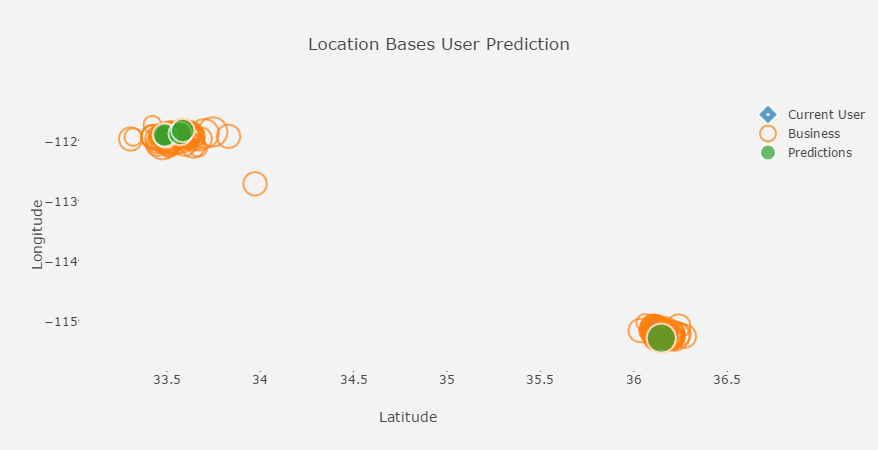 Location Bases User Prediction
Current User
Business
Predictions
Longitude
−112
−113
−114
−115
33.5 34 34.5 35 35.5 36 36.5
Latitude